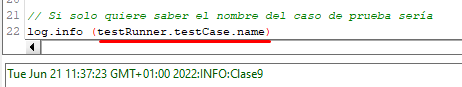 21 // Si solo quiere saber el nombre del caso de prueba sería
22 log.info (testRunner.testCase.name)
Tue Jun 21 11:37:23 GMT+01:00 2022:INFO:Clase9